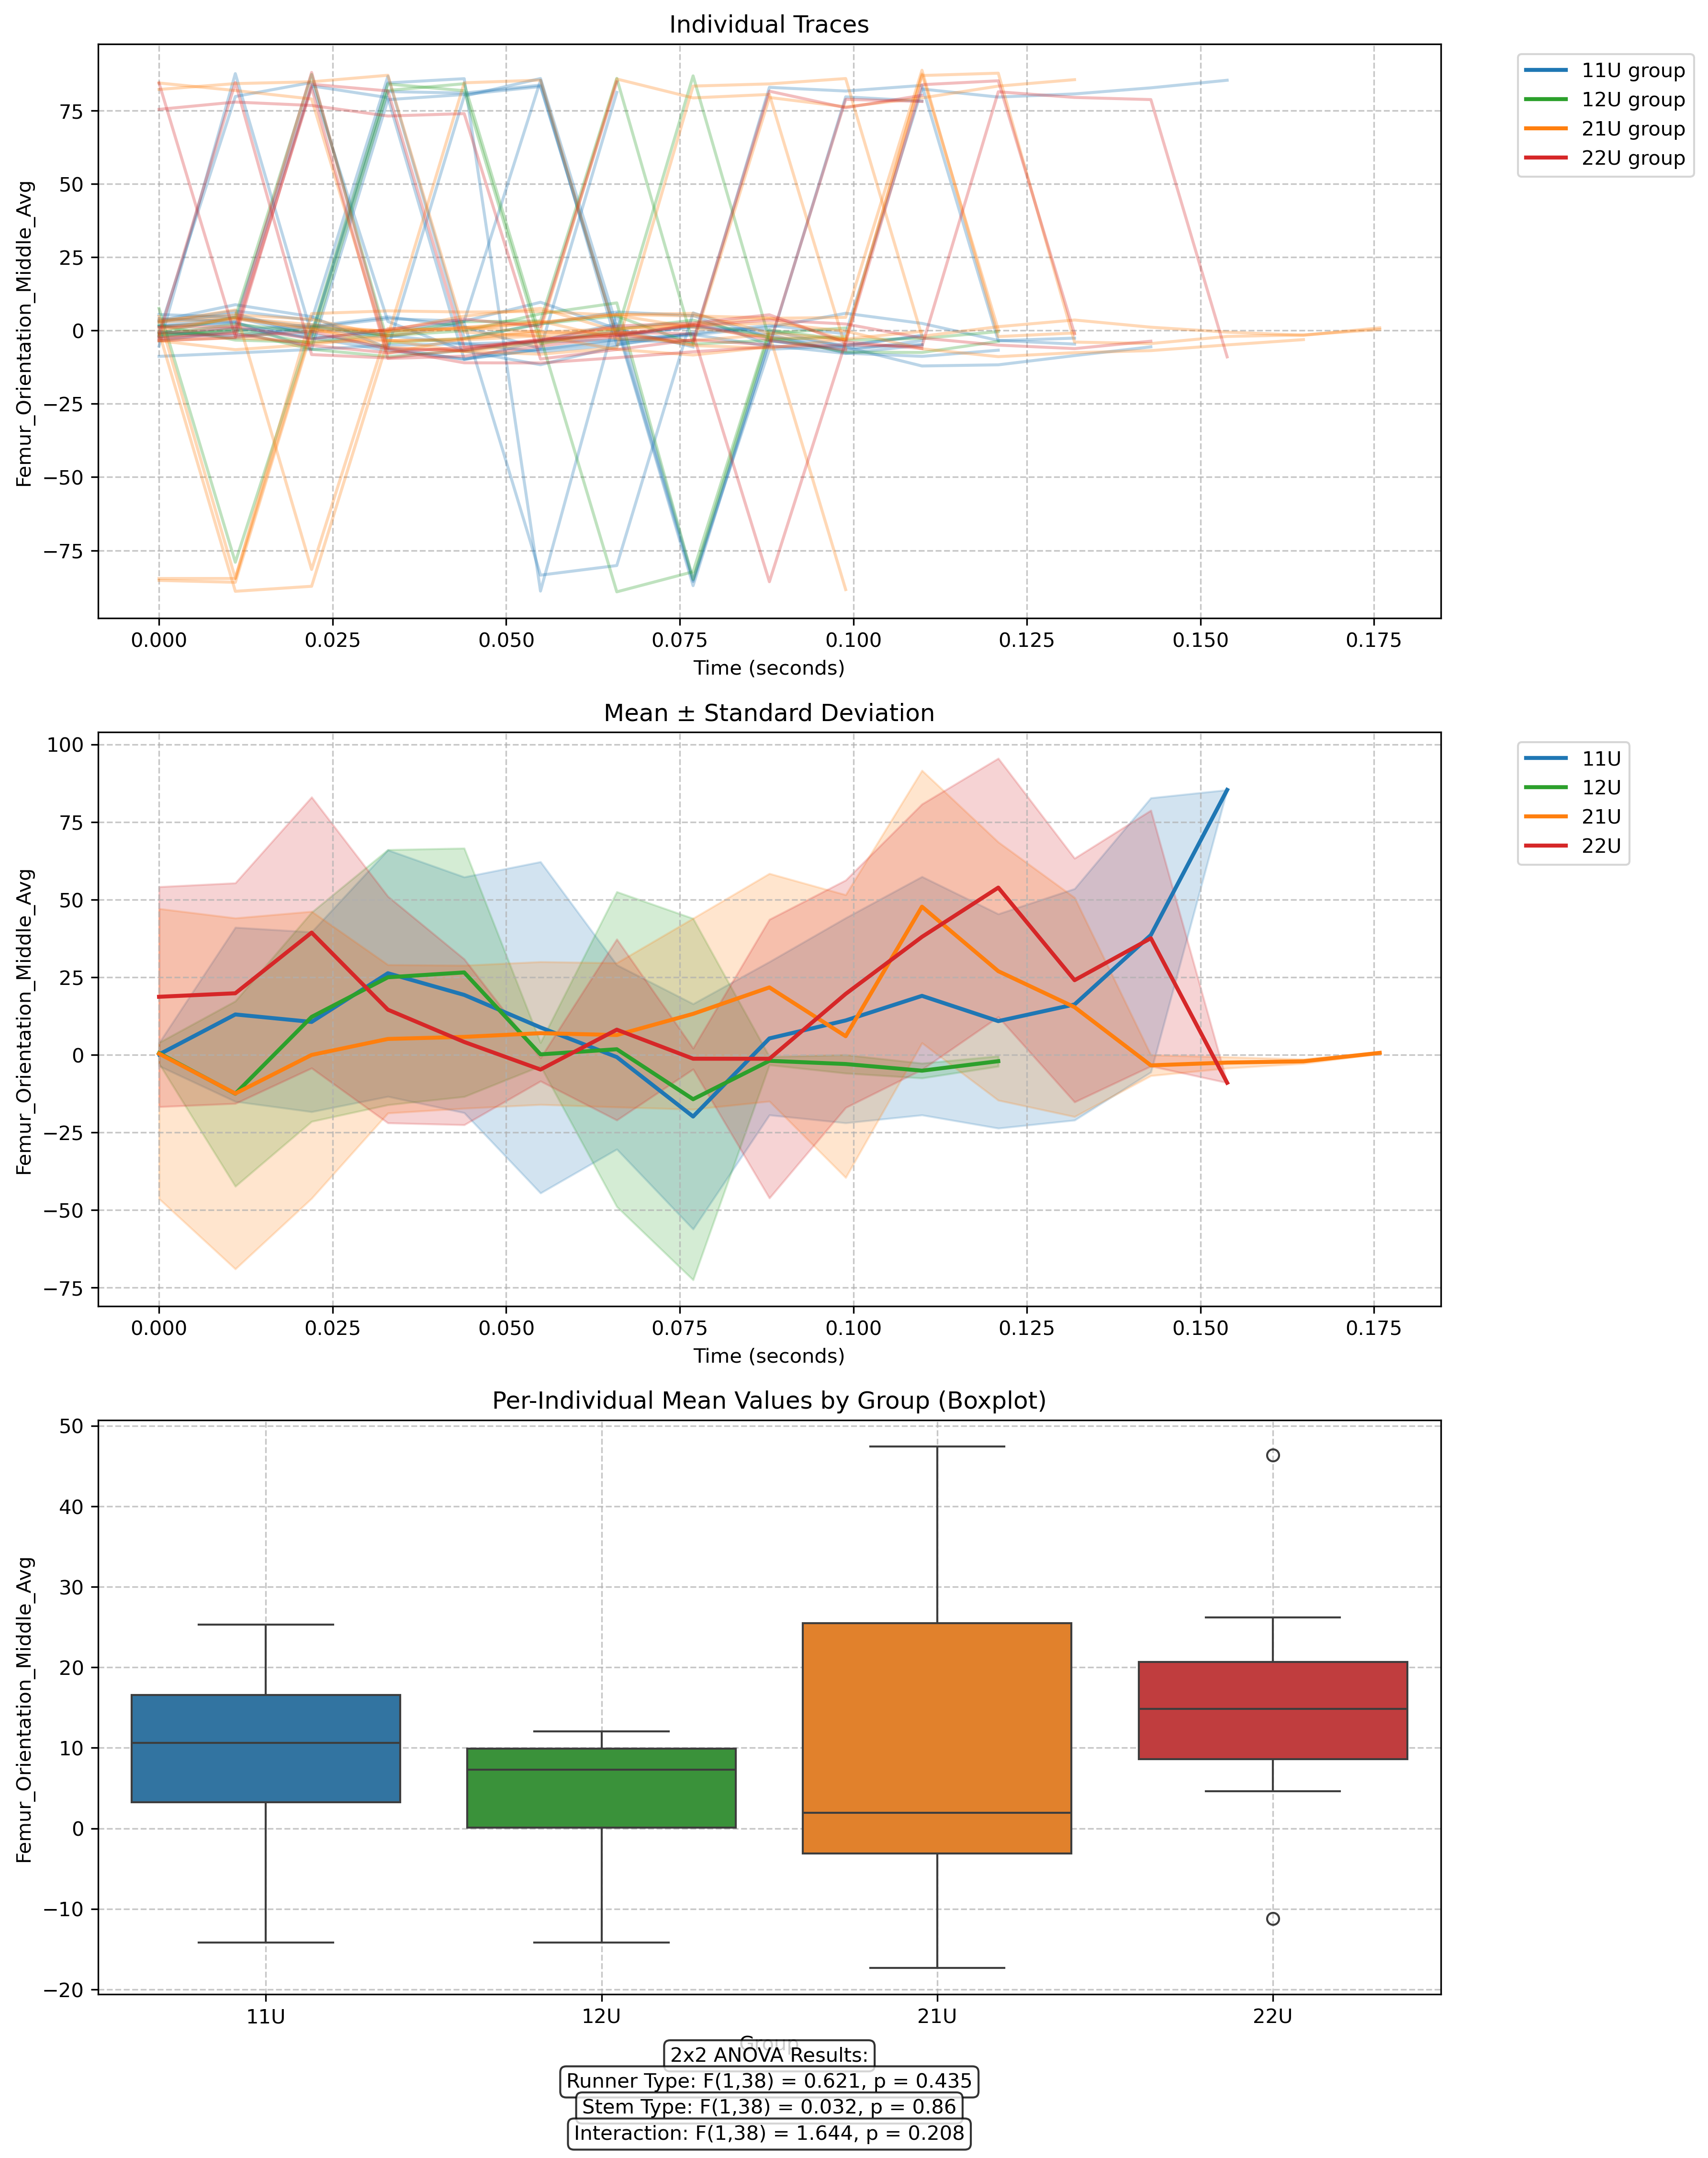 Individual Traces
Femur_Orientation_Middle_Avg
75
50
25
0
−25
−50
−75
0.000 0.025 0.050 0.075 0.100 0.125 0.150 0.175
Time (seconds)
11U group
12U group
21U group
22U group
Mean ± Standard Deviation
Femur_Orientation_Middle_Avg
100
75
50
25
0
−25
−50
−75
0.000 0.025 0.050 0.075 0.100 0.125 0.150 0.175
Time (seconds)
11U
12U
21U
22U
Per-Individual Mean Values by Group (Boxplot)
Femur_Orientation_Middle_Avg
50
40
30
20
10
0
−10
−20
11U 12U 21U 22U
Group
2x2 ANOVA Results:
Runner Type: F(1,38) = 0.621, p = 0.435
Stem Type: F(1,38) = 0.032, p = 0.86
Interaction: F(1,38) = 1.644, p = 0.208